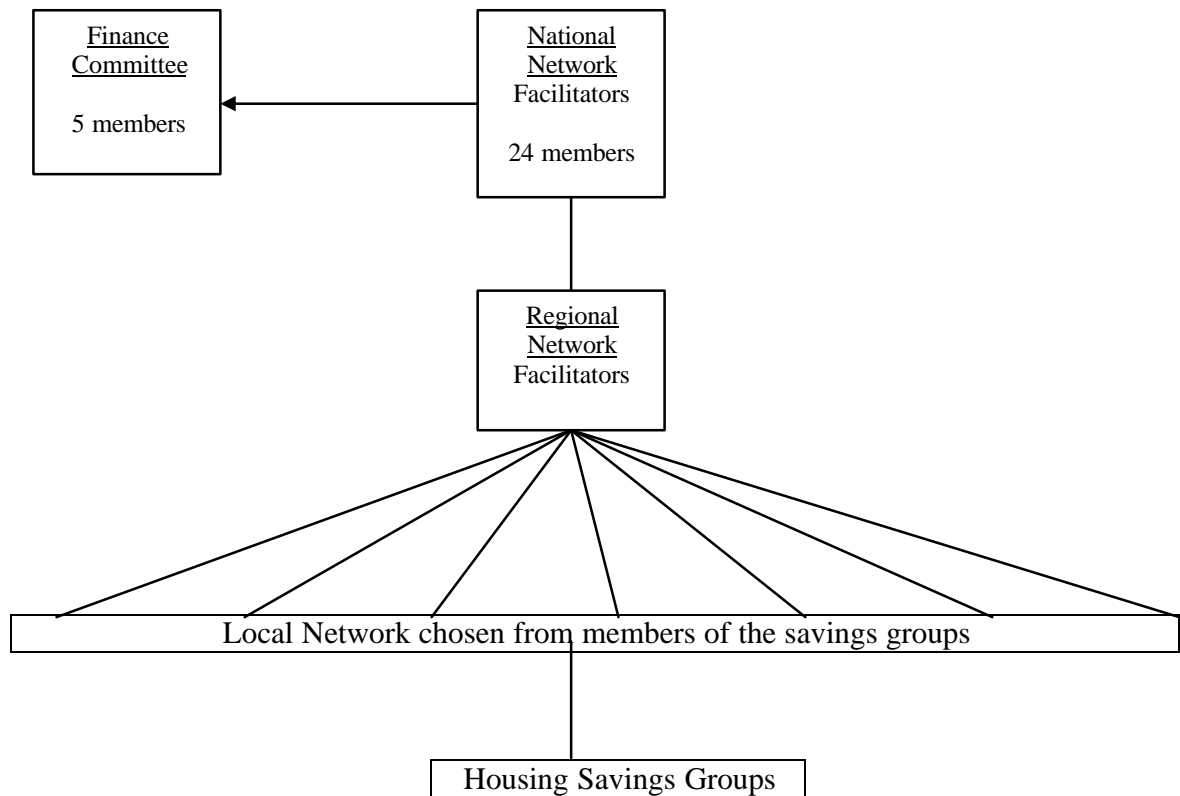 Finance
Committee
5 members
National
Network
Facilitators
24 members
Regional
Network
Facilitators
Local Network chosen from members of the savings groups
Housing Savings Groups